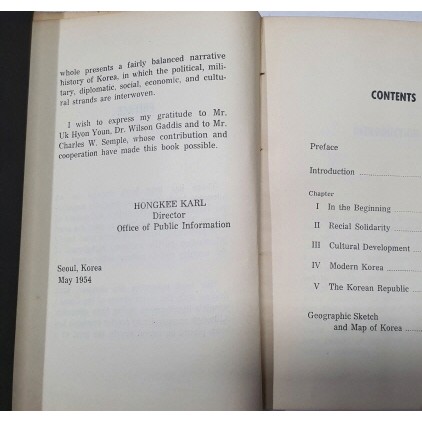 whole presents a fairly balanced narrative
history of Korea, in which the political, mili-
tary, diplomatic, social, economic, and cultu-
ral strands are interwoven.
I wish to express my gratitude to Mr.
Uk Hyon Youn, Dr. Wilson Gaddis and to Mr.
Charles W. Semple, whose contribution and
cooperation have made this book possible.
HONGKEE KARL
Director
Office of Public Information
Seoul, Korea
May 1954
CONTENTS
Preface
Introduction
Chapter
I In the Beginning
II Recial Solidarity
III Cultural Development
IV Modern Korea
V The Korean Republic
Geographic Sketch
and Map of Korea